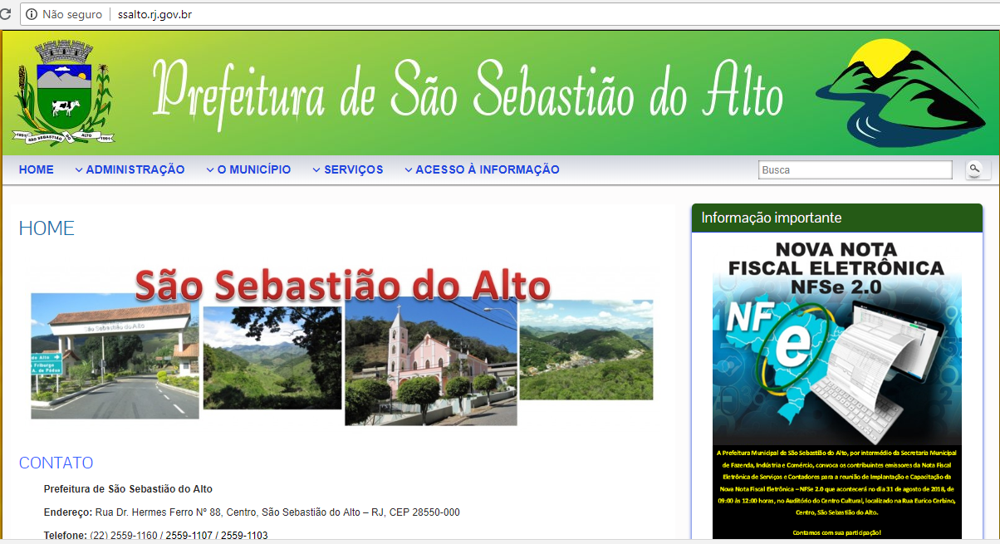 Não seguro ssalto.rj.gov.br
Prefeitura de São Sebastião do Alto
1891 SÃO SEBASTIÃO DO ALTO 1991
HOME ADMINISTRAÇÃO O MUNICÍPIO SERVIÇOS ACESSO À INFORMAÇÃO Busca
HOME
São Sebastião do Alto
São Sebastião do Alto
do Alto
Friburgo
A. de Pádua
CONTATO
Prefeitura de São Sebastião do Alto
Endereço: Rua Dr. Hermes Ferro Nº 88, Centro, São Sebastião do Alto – RJ, CEP 28550-000
Telefone: (22) 2559-1160 / 2559-1107 / 2559-1103
Informação importante
NOVA NOTA
FISCAL ELETRÔNICA
NFSe 2.0
NF
e
A Prefeitura Municipal de São Sebastião do Alto, por intermédio da Secretaria Municipal
de Fazenda, Indústria e Comércio, convoca os contribuintes emissores da Nota Fiscal
Eletrônica de Serviços e Contadores para a reunião de Implantação e Capacitação da
Nova Nota Fiscal Eletrônica – NFSe 2.0 que acontecerá no dia 31 de agosto de 2018, de
09:00 às 12:00 horas, no Auditório do Centro Cultural, localizado na Rua Eurico Cerbino,
Centro, São Sebastião do Alto.
Contamos com sua participação!